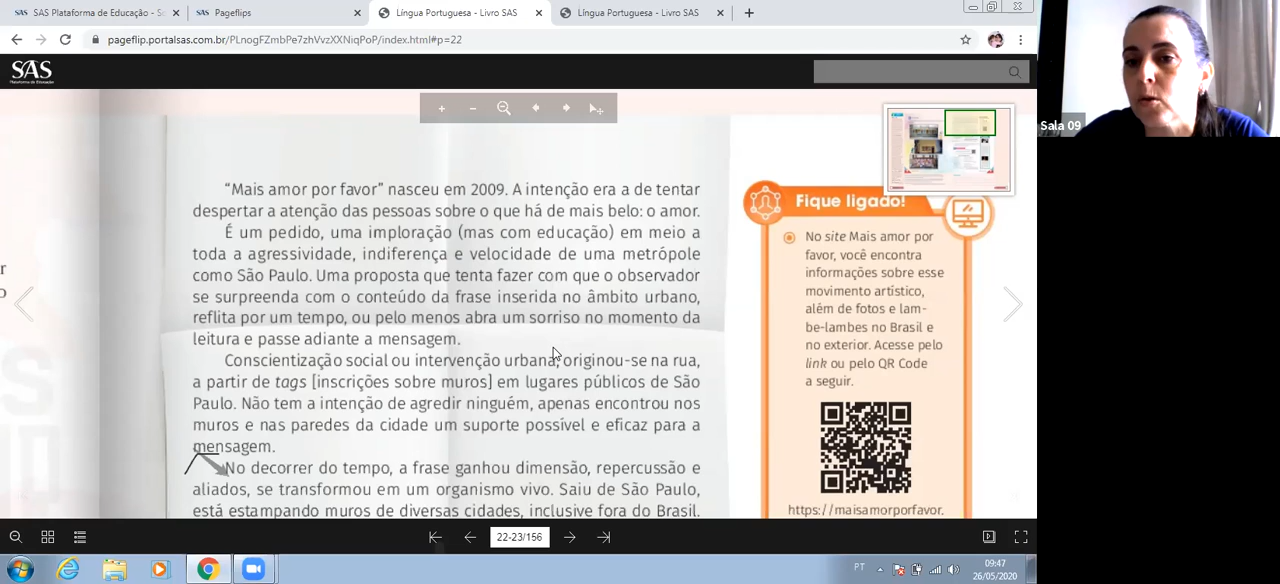 SAS Plataforma de Educação - S
Pageflips
Língua Portuguesa - Livro SAS
Língua Portuguesa - Livro SAS
pageflip.portalsas.com.br/PLnogFZmbPe7zhVvzXXNiqPoP/index.html#p=22
SAS
Plataforma de Educação
Sala 09
r
o
"Mais amor por favor" nasceu em 2009. A intenção era a de tentar
despertar a atenção das pessoas sobre o que há de mais belo: o amor.
É um pedido, uma imploração (mas com educação) em meio a
toda a agressividade, indiferença e velocidade de uma metrópole
como São Paulo. Uma proposta que tenta fazer com que o observador
se surpreenda com o conteúdo da frase inserida no âmbito urbano,
reflita por um tempo, ou pelo menos abra um sorriso no momento da
leitura e passe adiante a mensagem.
Conscientização social ou intervenção urbana, originou-se na rua,
a partir de tags [inscrições sobre muros] em lugares públicos de São
Paulo. Não tem a intenção de agredir ninguém, apenas encontrou nos
muros e nas paredes da cidade um suporte possível e eficaz para a
mensagem.
No decorrer do tempo, a frase ganhou dimensão, repercussão e
aliados, se transformou em um organismo vivo. Saiu de São Paulo,
está estampando muros de diversas cidades, inclusive fora do Brasil.
Fique ligado!
No site Mais amor por
favor, você encontra
informações sobre esse
movimento artístico,
além de fotos e lam-
be-lambes no Brasil e
no exterior. Acesse pelo
link ou pelo QR Code
a seguir.
https://maisamorporfavor.
22-23/156
PT
09:47
26/05/2020